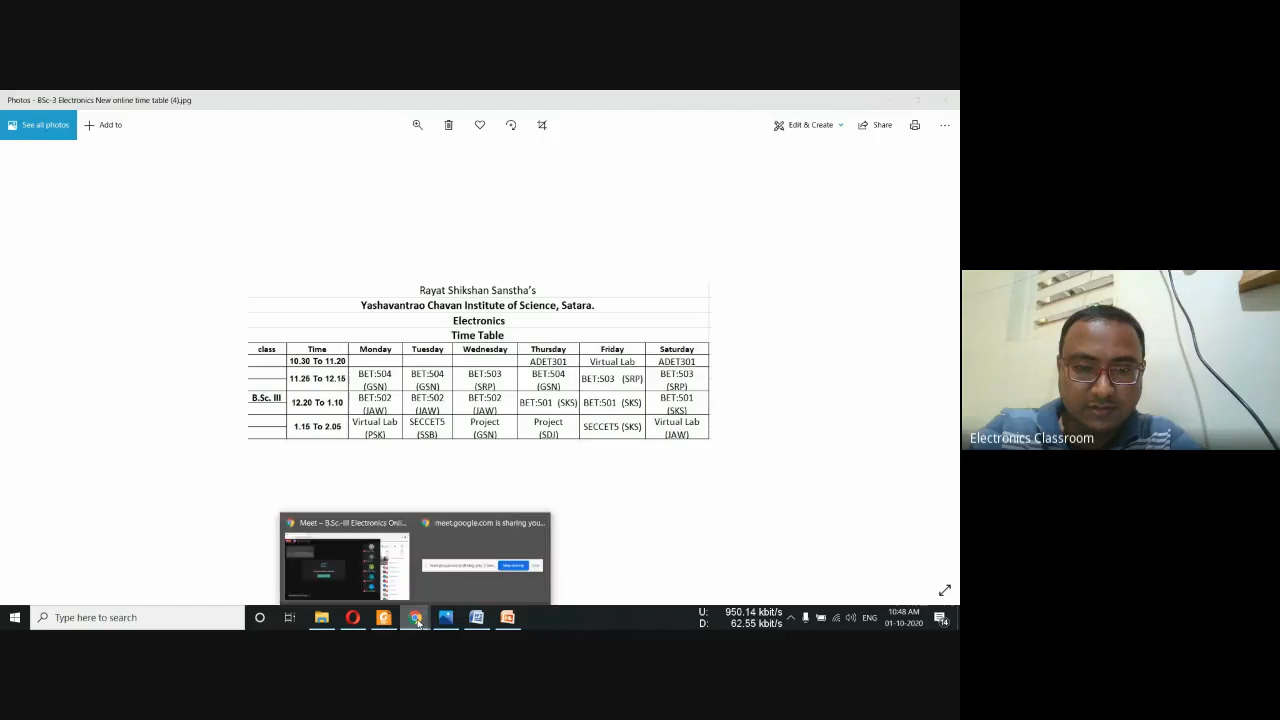 Photos - BSc-3 Electronics New online time table (4).jpg
See all photos
Add to
Edit & Create
Share
Rayat Shikshan Sanstha's
Yashavantrao Chavan Institute of Science, Satara.
Electronics
Time Table
class Time Monday Tuesday Wednesday Thursday Friday Saturday
10.30 To 11.20 ADET301 Virtual Lab ADET301
11.25 To 12.15 BET:504 (GSN) BET:504 (GSN) BET:503 (SRP) BET:504 (GSN) BET:503 (SRP) BET:503 (SRP)
B.Sc. III 12.20 To 1.10 BET:502 (JAW) BET:502 (JAW) BET:502 (JAW) BET:501 (SKS) BET:501 (SKS) BET:501 (SKS)
1.15 To 2.05 Virtual Lab (PSK) SECCET5 (SSB) Project (GSN) Project (SDJ) SECCET5 (SKS) Virtual Lab (JAW)
Electronics Classroom
Meet – B.Sc.-III Electronics Onli... meet.google.com is sharing you...
Stop sharing
Type here to search
U: 950.14 kbit/s
D: 62.55 kbit/s
ENG
10:48 AM
01-10-2020
14